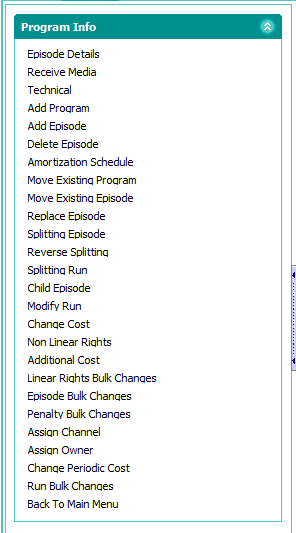 Program Info
Episode Details
Receive Media
Technical
Add Program
Add Episode
Delete Episode
Amortization Schedule
Move Existing Program
Move Existing Episode
Replace Episode
Splitting Episode
Reverse Splitting
Splitting Run
Child Episode
Modify Run
Change Cost
Non Linear Rights
Additional Cost
Linear Rights Bulk Changes
Episode Bulk Changes
Penalty Bulk Changes
Assign Channel
Assign Owner
Change Periodic Cost
Run Bulk Changes
Back To Main Menu